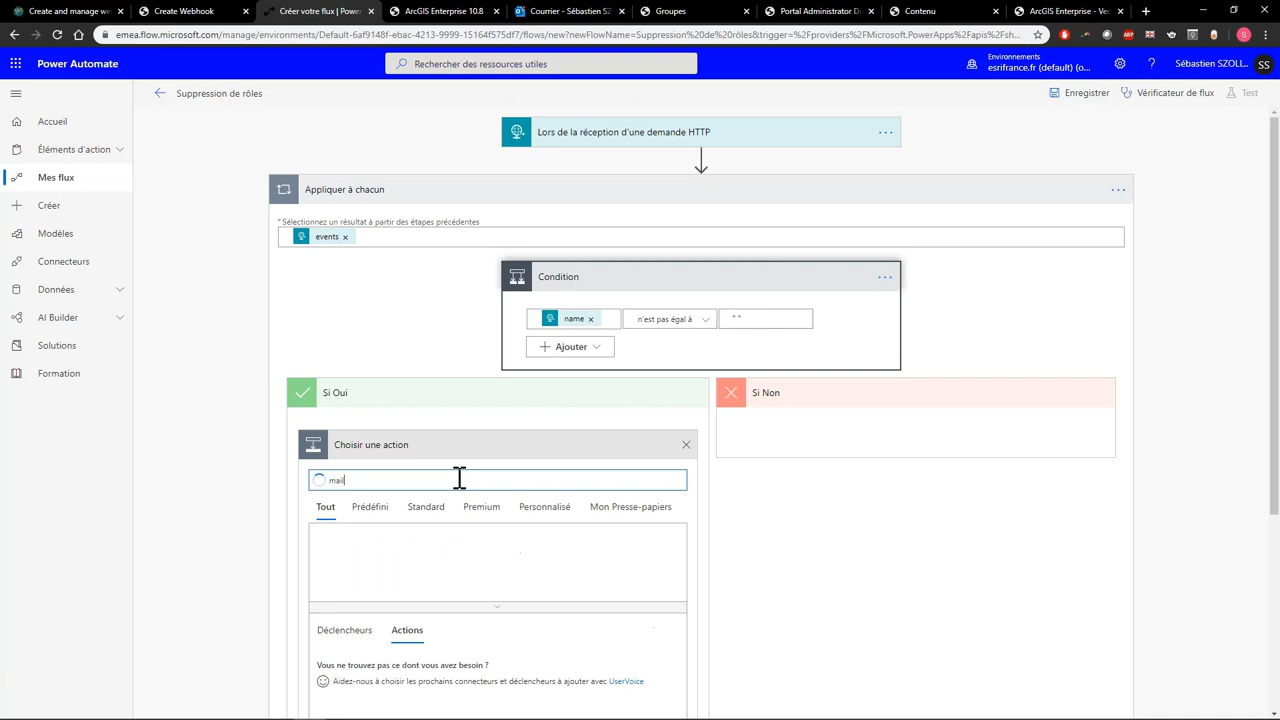 Create and manage web
Create Webhook
Créer votre flux | Power
ArcGIS Enterprise 10.8
Courrier - Sébastien SZO
Groupes
Portal Administrator Di
Contenu
ArcGIS Enterprise - Ve
emea.flow.microsoft.com/manage/environments/Default-6af9148f-ebac-4213-9999-15164f575df7/flows/new?newFlowName=Suppression%20de%20rôles&trigger=%2Fproviders%2FMicrosoft.PowerApps%2Fapis%2Fsh...
Power Automate
Rechercher des ressources utiles
Environnements
esrifrance.fr (default) (o...
Sébastien SZOLL...
SS
Suppression de rôles
Enregistrer
Vérificateur de flux
Test
Accueil
Éléments d'action
Mes flux
Créer
Modèles
Connecteurs
Données
AI Builder
Solutions
Formation
Lors de la réception d'une demande HTTP
Appliquer à chacun
* Sélectionnez un résultat à partir des étapes précédentes
events
Condition
name
n'est pas égal à
" "
Ajouter
Si Oui
Si Non
Choisir une action
mail
Tout
Prédéfini
Standard
Premium
Personnalisé
Mon Presse-papiers
Déclencheurs
Actions
Vous ne trouvez pas ce dont vous avez besoin ?
Aidez-nous à choisir les prochains connecteurs et déclencheurs à ajouter avec UserVoice